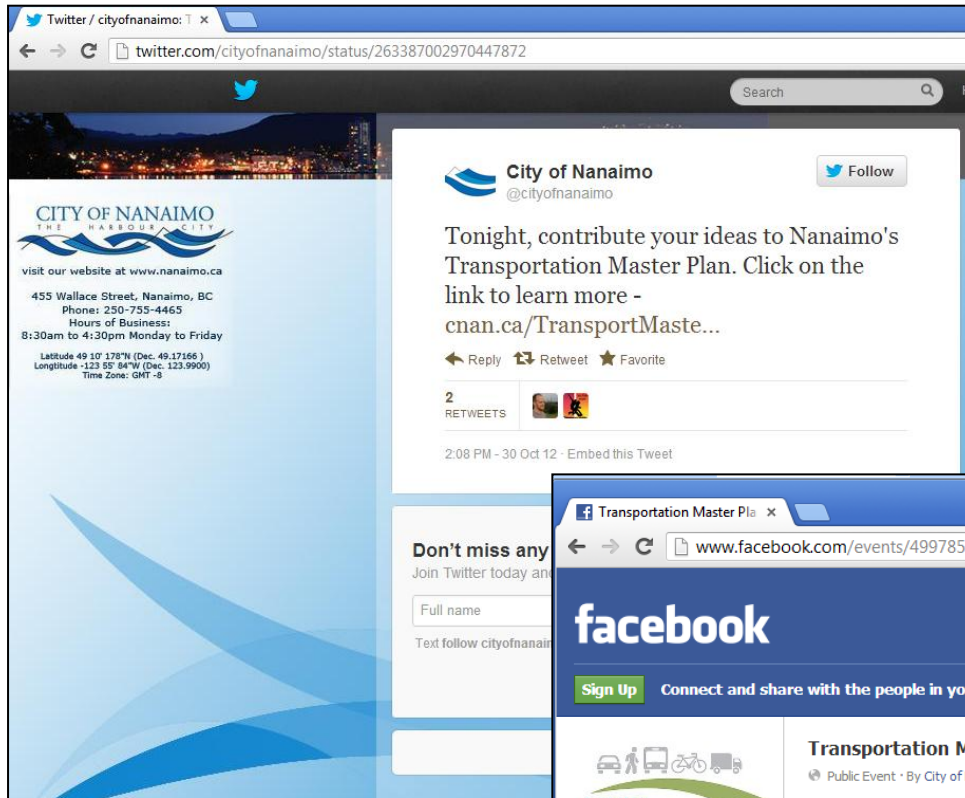 Twitter / cityofnanaimo: T
twitter.com/cityofnanaimo/status/263387002970447872
Search
CITY OF NANAIMO
THE HARBOUR CITY
visit our website at www.nanaimo.ca
455 Wallace Street, Nanaimo, BC
Phone: 250-755-4465
Hours of Business:
8:30am to 4:30pm Monday to Friday
Latitude 49 10' 178"N (Dec. 49.17166 )
Longtitude -123 55' 84"W (Dec. 123.9900)
Time Zone: GMT -8
City of Nanaimo
@cityofnanaimo
Follow
Tonight, contribute your ideas to Nanaimo's
Transportation Master Plan. Click on the
link to learn more -
cnan.ca/TransportMaste...
Reply Retweet Favorite
2
RETWEETS
2:08 PM - 30 Oct 12 · Embed this Tweet
Don't miss any
Join Twitter today and
Full name
Text follow cityofnanaim
Transportation Master Pla
www.facebook.com/events/499785
facebook
Sign Up Connect and share with the people in yo
Transportation M
Public Event · By City of